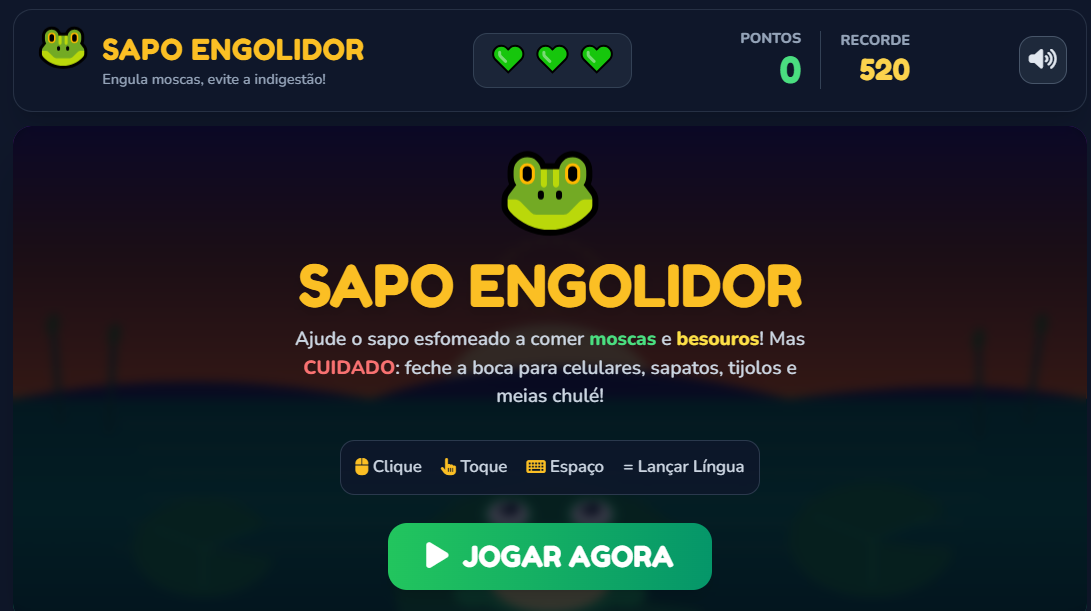 SAPO ENGOLIDOR
Engula moscas, evite a indigestão!
PONTOS
0
RECORDE
520
SAPO ENGOLIDOR
Ajude o sapo esfomeado a comer moscas e besouros! Mas
CUIDADO: feche a boca para celulares, sapatos, tijolos e
meias chulé!
Clique Toque Espaço = Lançar Língua
JOGAR AGORA